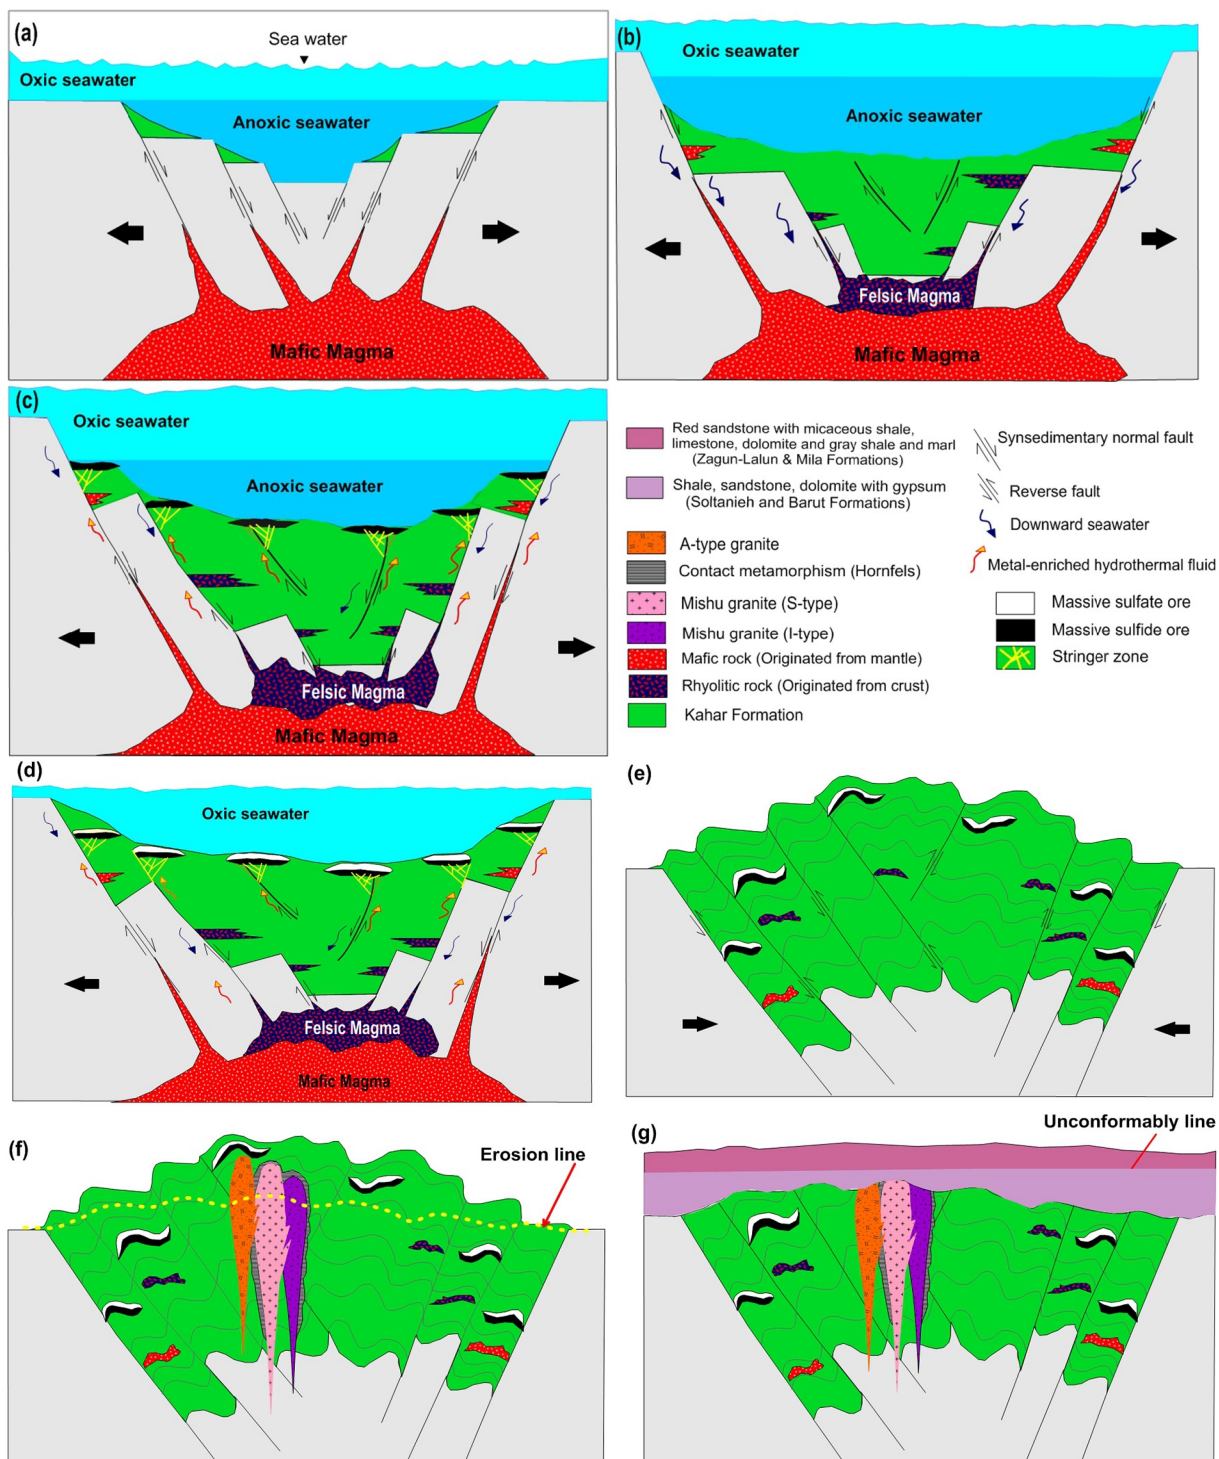 (a)
Sea water
Oxic seawater
Anoxic seawater
Mafic Magma
(b)
Oxic seawater
Anoxic seawater
Felsic Magma
Mafic Magma
(c)
Oxic seawater
Anoxic seawater
Felsic Magma
Mafic Magma
Red sandstone with micaceous shale,
limestone, dolomite and gray shale and marl
(Zagun-Lalun & Mila Formations)
Shale, sandstone, dolomite with gypsum
(Soltanieh and Barut Formations)
A-type granite
Contact metamorphism (Hornfels)
Mishu granite (S-type)
Mishu granite (I-type)
Mafic rock (Originated from mantle)
Rhyolitic rock (Originated from crust)
Kahar Formation
Synsedimentary normal fault
Reverse fault
Downward seawater
Metal-enriched hydrothermal fluid
Massive sulfate ore
Massive sulfide ore
Stringer zone
(d)
Oxic seawater
Felsic Magma
Mafic Magma
(e)
(f)
Erosion line
(g)
Unconformably line